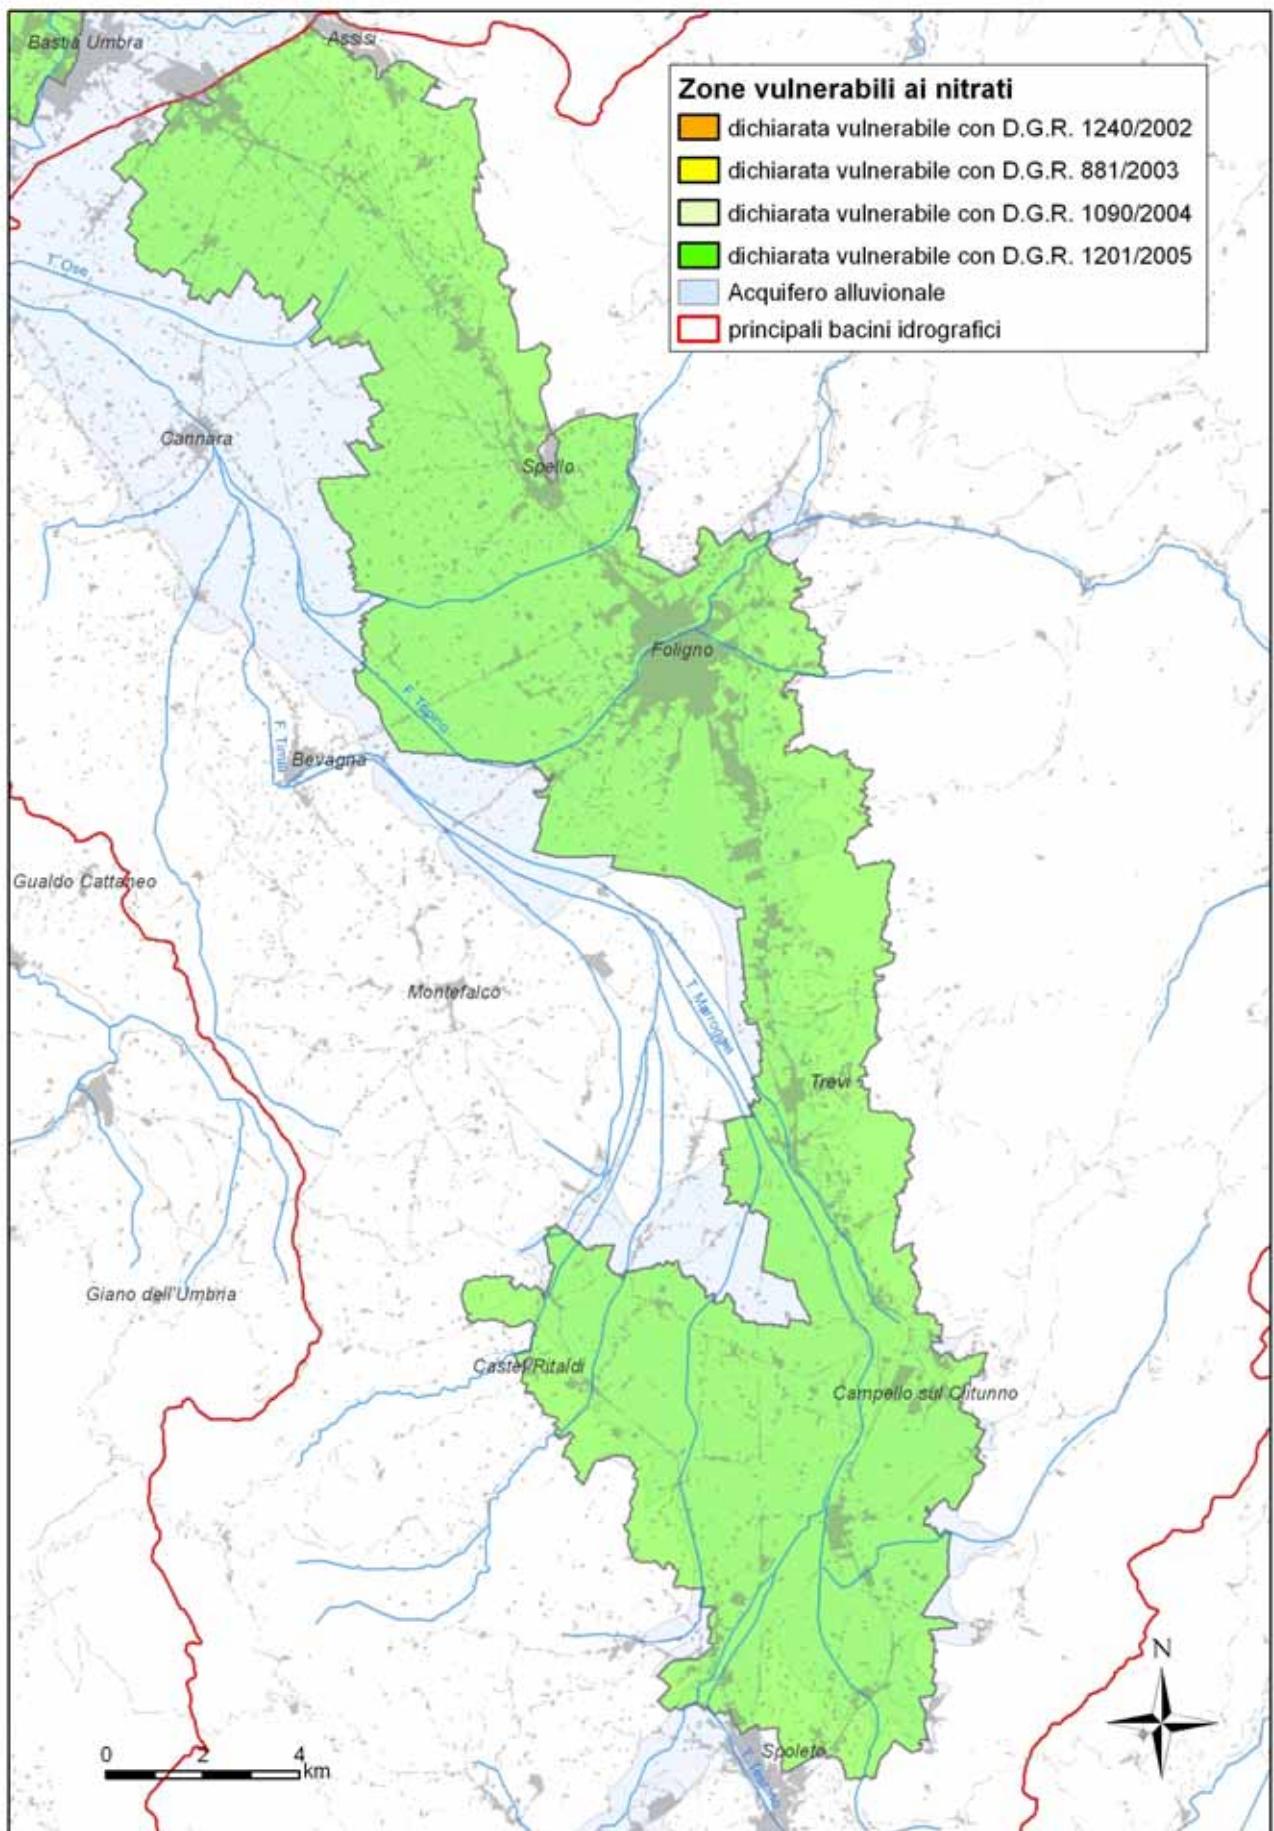 Bastia Umbra
Assisi
Zone vulnerabili ai nitrati
dichiarata vulnerabile con D.G.R. 1240/2002
dichiarata vulnerabile con D.G.R. 881/2003
dichiarata vulnerabile con D.G.R. 1090/2004
dichiarata vulnerabile con D.G.R. 1201/2005
Acquifero alluvionale
principali bacini idrografici
T. Ose
Cannara
Spello
Foligno
F. Topino
F. Timia
Bevagna
Gualdo Cattaneo
Montefalco
T. Marroggia
Trevi
Giano dell'Umbria
Castel Ritaldi
Campello sul Clitunno
N
0 2 4
km
Spoleto